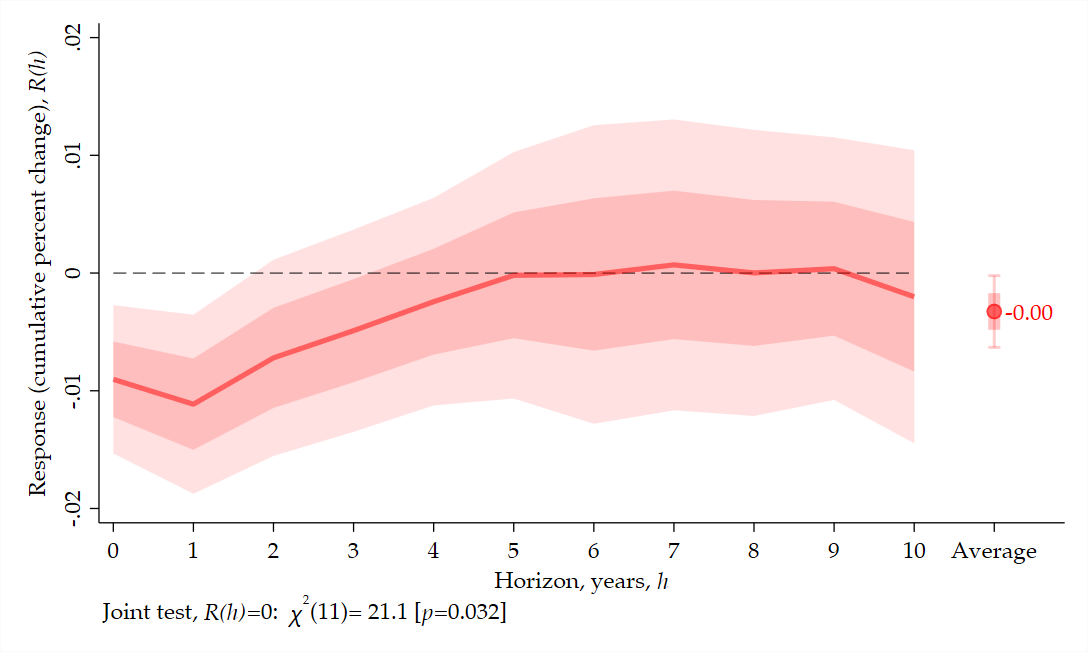 Response (cumulative percent change), R(h)
.02
.01
0
-.01
-.02
-0.00
0 1 2 3 4 5 6 7 8 9 10 Average
Horizon, years, h
Joint test, R(h)=0: χ²(11)= 21.1 [p=0.032]